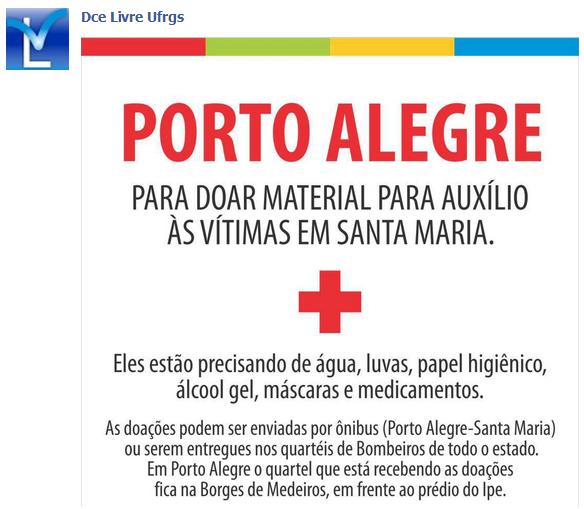 Dce Livre Ufrgs
PORTO ALEGRE
PARA DOAR MATERIAL PARA AUXÍLIO
ÀS VÍTIMAS EM SANTA MARIA.
Eles estão precisando de água, luvas, papel higiênico,
álcool gel, máscaras e medicamentos.
As doações podem ser enviadas por ônibus (Porto Alegre-Santa Maria)
ou serem entregues nos quartéis de Bombeiros de todo o estado.
Em Porto Alegre o quartel que está recebendo as doações
fica na Borges de Medeiros, em frente ao prédio do Ipe.